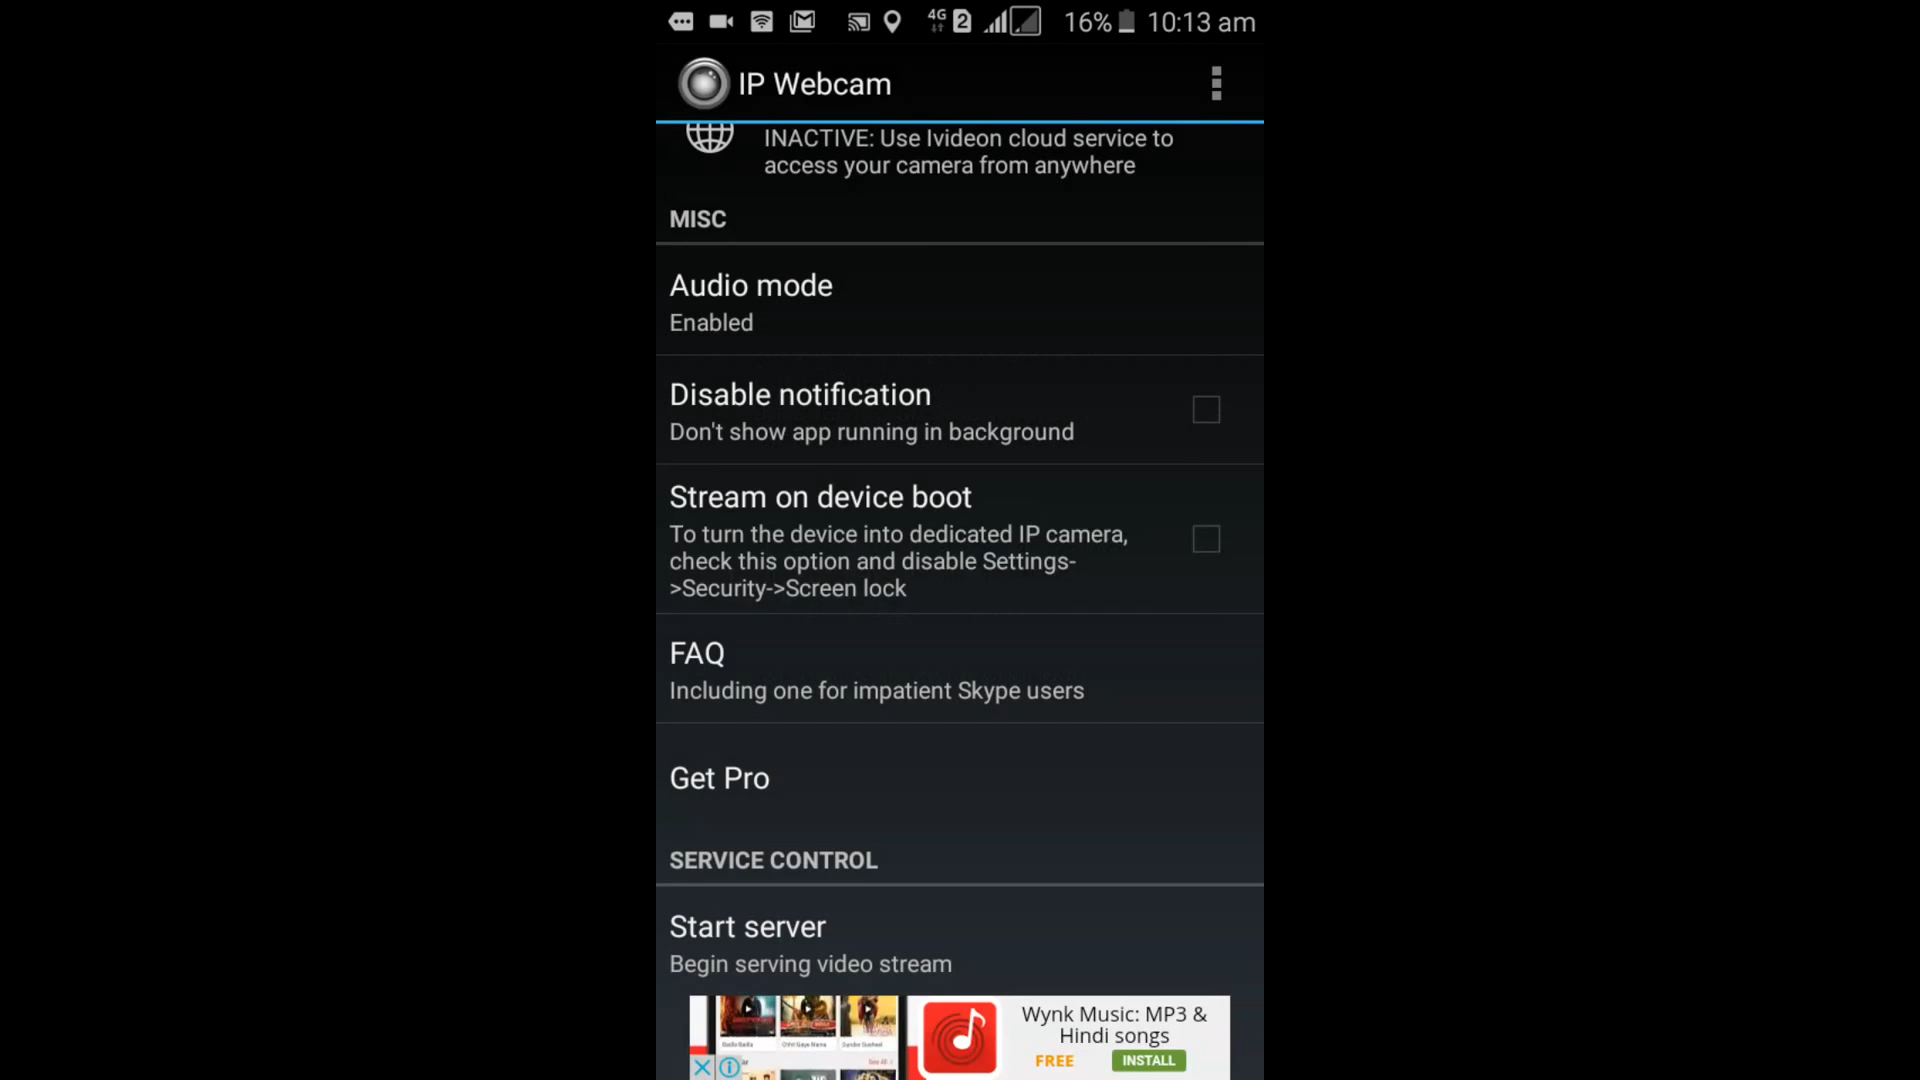 4G 2 16% 10:13 am
IP Webcam
INACTIVE: Use Ivideon cloud service to
access your camera from anywhere
MISC
Audio mode
Enabled
Disable notification
Don't show app running in background
Stream on device boot
To turn the device into dedicated IP camera,
check this option and disable Settings-
>Security->Screen lock
FAQ
Including one for impatient Skype users
Get Pro
SERVICE CONTROL
Start server
Begin serving video stream
Wynk Music: MP3 &
Hindi songs
FREE INSTALL